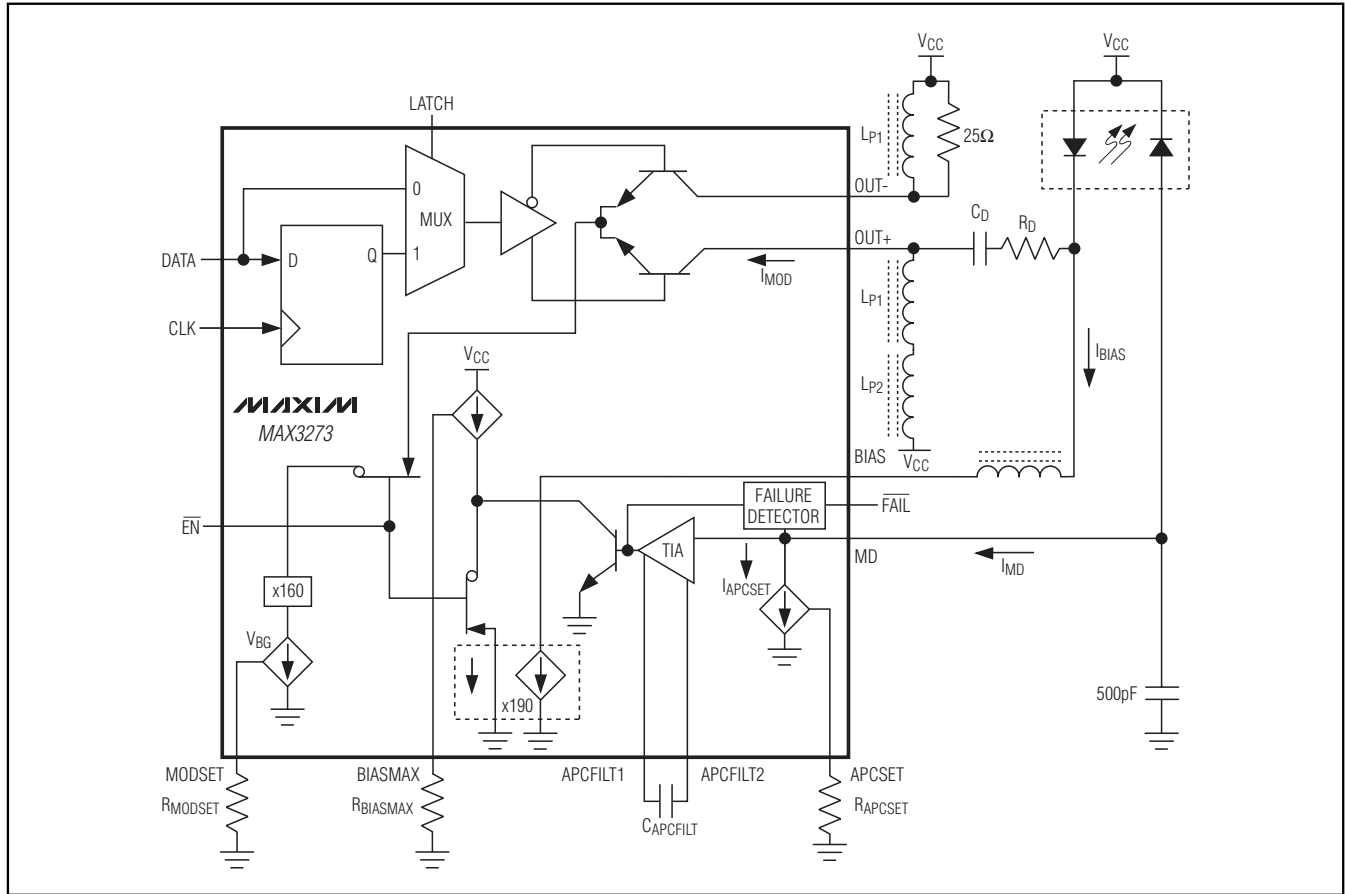 VCC
VCC
LATCH
LP1
25Ω
OUT-
0
MUX
CD
RD
OUT+
DATA
D
Q
1
IMOD
LP1
CLK
VCC
IBIAS
LP2
MAXIM
MAX3273
BIAS
VCC
FAILURE
DETECTOR
FAIL
EN
TIA
MD
IMD
IAPCSET
x160
VBG
x190
500pF
MODSET
BIASMAX
APCFILT1
APCFILT2
APCSET
RMODSET
RBIASMAX
CAPCFILT
RAPCSET